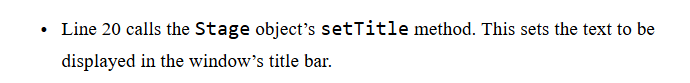 • Line 20 calls the Stage object’s setTitle method. This sets the text to be
displayed in the window’s title bar.